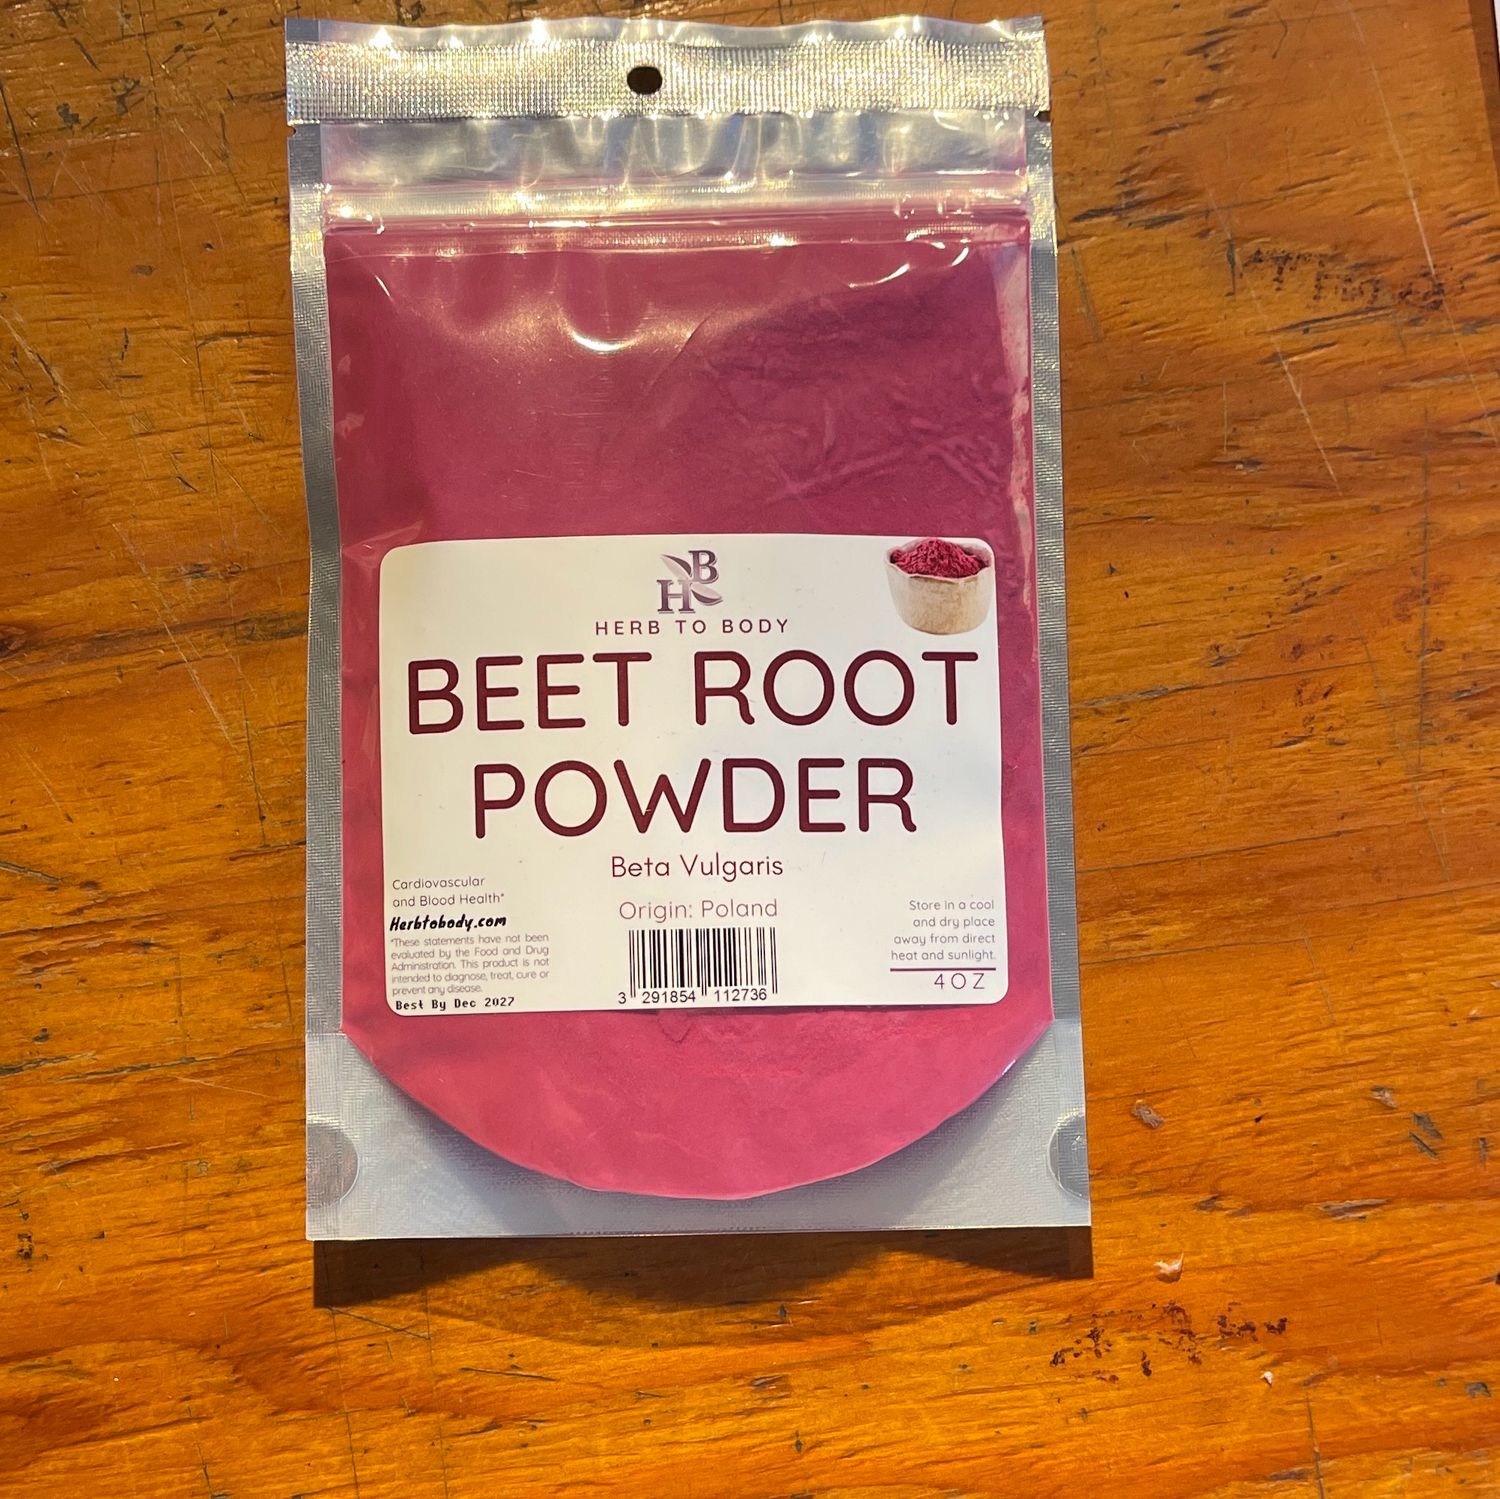 HB
HERB TO BODY
BEET ROOT
POWDER
Beta Vulgaris
Origin: Poland
Cardiovascular
and Blood Health*
Herbtobody.com
*These statements have not been
evaluated by the Food and Drug
Administration. This product is not
intended to diagnose, treat, cure or
prevent any disease.
Best By Dec 2027
3 291854 112736
Store in a cool
and dry place
away from direct
heat and sunlight.
4OZ